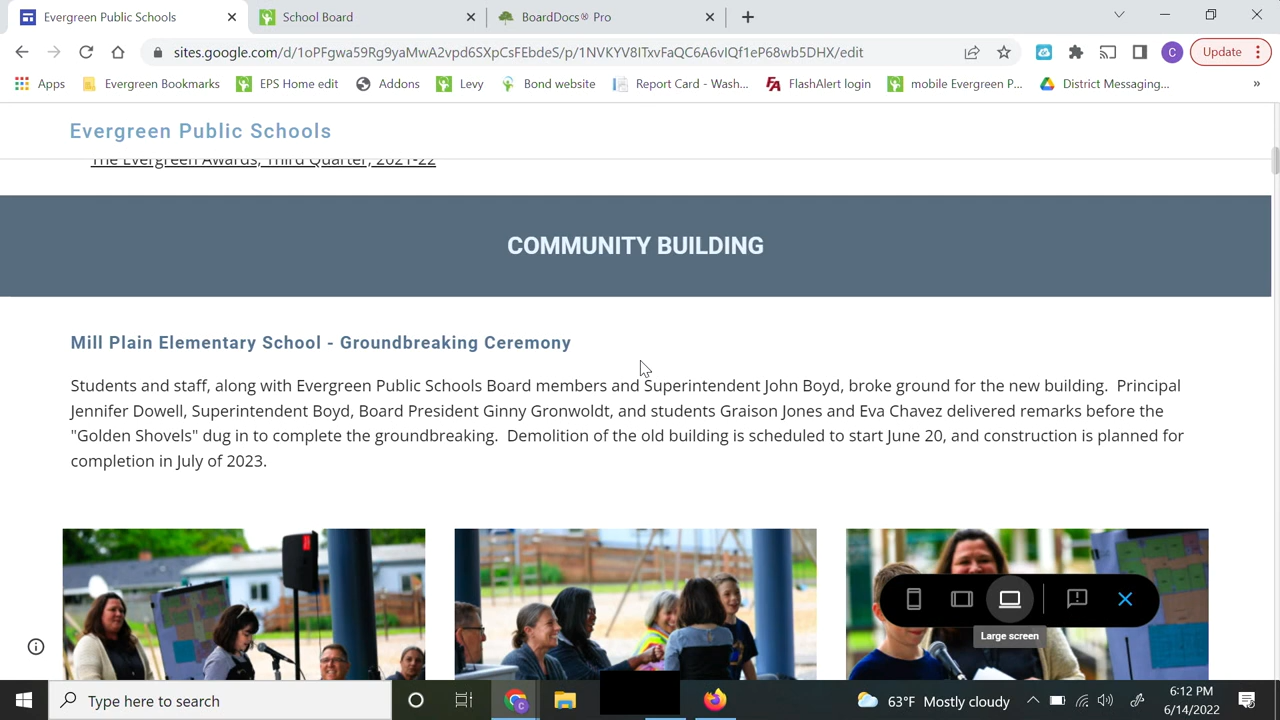 Evergreen Public Schools
School Board
BoardDocs® Pro
sites.google.com/d/1oPFgwa59Rg9yaMwA2vpd6SXpCsFEbdeS/p/1NVKYV8ITxvFaQC6A6vIQf1eP68wb5DHX/edit
C
Update
Apps
Evergreen Bookmarks
EPS Home edit
Addons
Levy
Bond website
Report Card - Wash...
FlashAlert login
mobile Evergreen P...
District Messaging...
»
Evergreen Public Schools
The Evergreen Awards, Third Quarter, 2021-22
COMMUNITY BUILDING
Mill Plain Elementary School - Groundbreaking Ceremony
Students and staff, along with Evergreen Public Schools Board members and Superintendent John Boyd, broke ground for the new building. Principal
Jennifer Dowell, Superintendent Boyd, Board President Ginny Gronwoldt, and students Graison Jones and Eva Chavez delivered remarks before the
"Golden Shovels" dug in to complete the groundbreaking. Demolition of the old building is scheduled to start June 20, and construction is planned for
completion in July of 2023.
Large screen
Type here to search
63°F Mostly cloudy
6:12 PM
6/14/2022